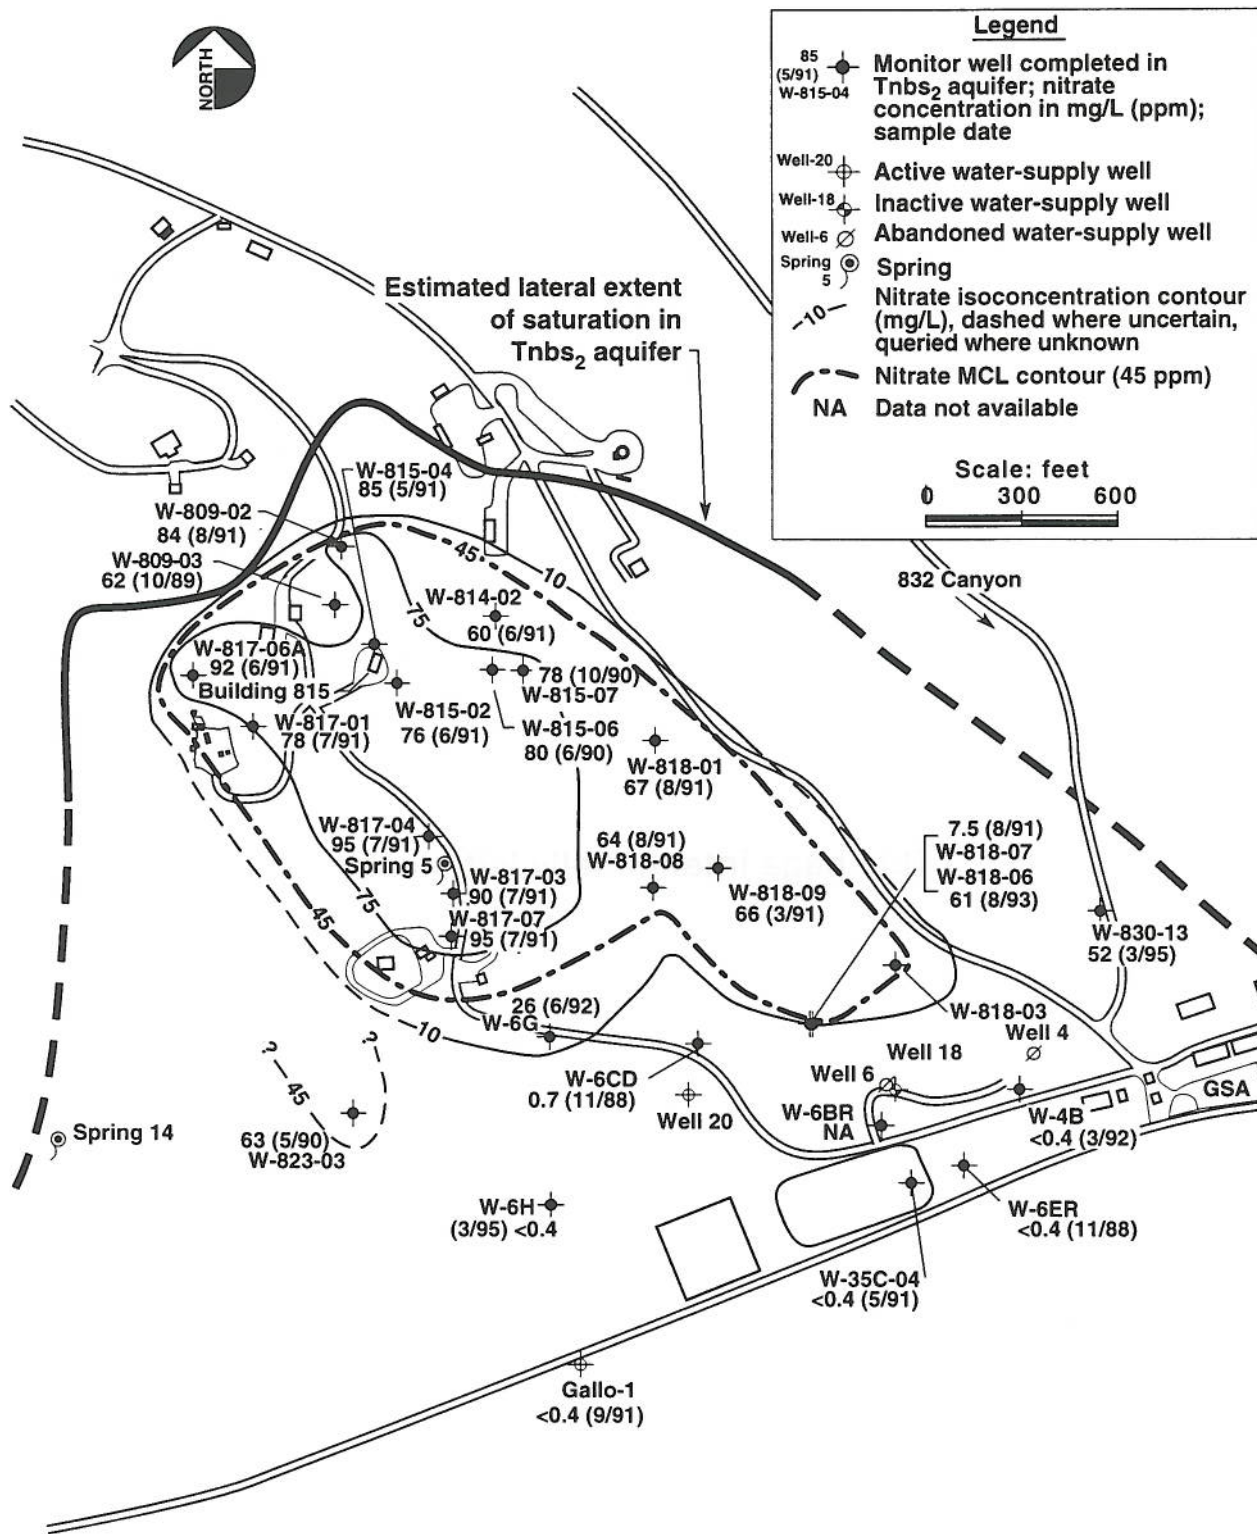 NORTH
Legend
85
(5/91)
W-815-04
Monitor well completed in
Tnbs₂ aquifer; nitrate
concentration in mg/L (ppm);
sample date
Well-20
Active water-supply well
Well-18
Inactive water-supply well
Well-6
Abandoned water-supply well
Spring
5
Spring
10
Nitrate isoconcentration contour
(mg/L), dashed where uncertain,
queried where unknown
Nitrate MCL contour (45 ppm)
NA Data not available
Scale: feet
0 300 600
Estimated lateral extent
of saturation in
Tnbs₂ aquifer
832 Canyon
W-815-04
85 (5/91)
W-809-02
84 (8/91)
W-809-03
62 (10/89)
45
10
75
W-814-02
60 (6/91)
W-817-06A
92 (6/91)
Building 815
78 (10/90)
W-815-07
W-815-02
76 (6/91)
W-815-06
80 (6/90)
W-817-01
78 (7/91)
W-818-01
67 (8/91)
W-817-04
95 (7/91)
Spring 5
64 (8/91)
W-818-08
7.5 (8/91)
W-818-07
W-818-06
61 (8/93)
W-817-03
90 (7/91)
W-818-09
66 (3/91)
75
45
W-817-07
95 (7/91)
W-830-13
52 (3/95)
26 (6/92)
W-6G
10
W-818-03
Well 4
Well 18
Well 6
W-6CD
0.7 (11/88)
Well 20
W-6BR
NA
GSA
W-4B
<0.4 (3/92)
?
?
45
63 (5/90)
W-823-03
Spring 14
W-6H
(3/95) <0.4
W-6ER
<0.4 (11/88)
W-35C-04
<0.4 (5/91)
Gallo-1
<0.4 (9/91)